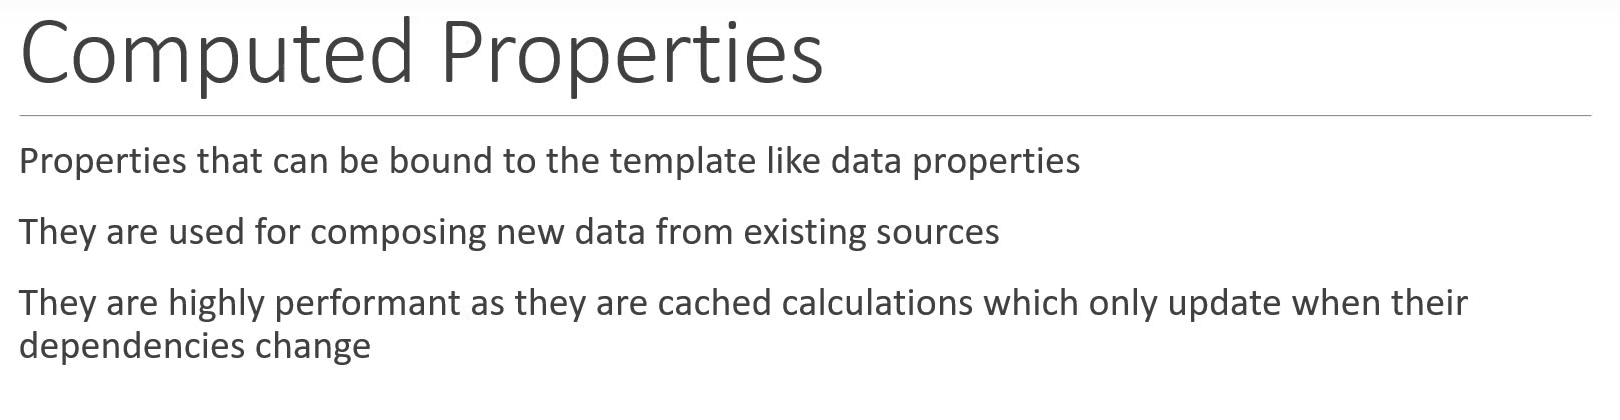 Computed Properties
Properties that can be bound to the template like data properties
They are used for composing new data from existing sources
They are highly performant as they are cached calculations which only update when their
dependencies change